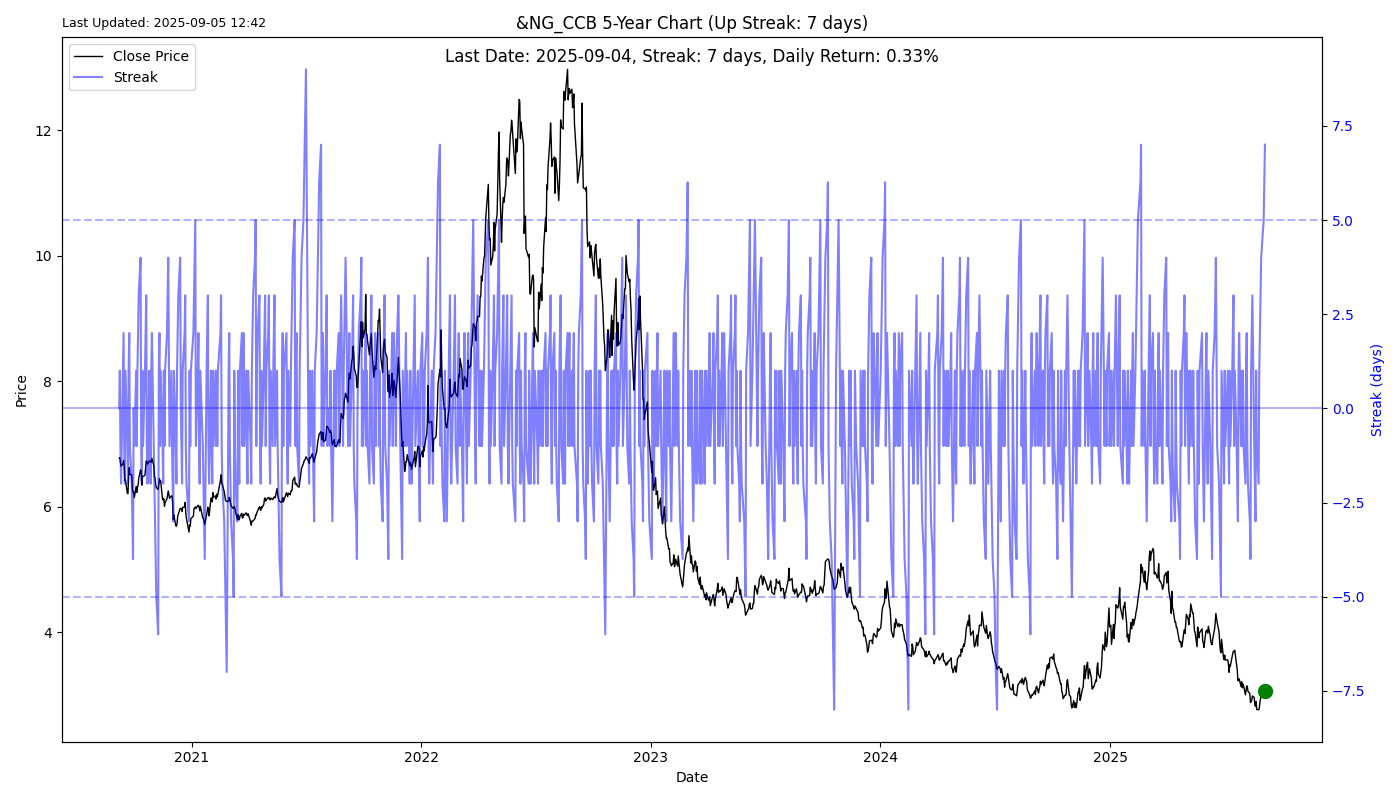 Last Updated: 2025-09-05 12:42
&NG_CCB 5-Year Chart (Up Streak: 7 days)
Last Date: 2025-09-04, Streak: 7 days, Daily Return: 0.33%
Close Price
Streak
12
10
8
6
4
Price
7.5
5.0
2.5
0.0
−2.5
−5.0
−7.5
Streak (days)
2021 2022 2023 2024 2025
Date